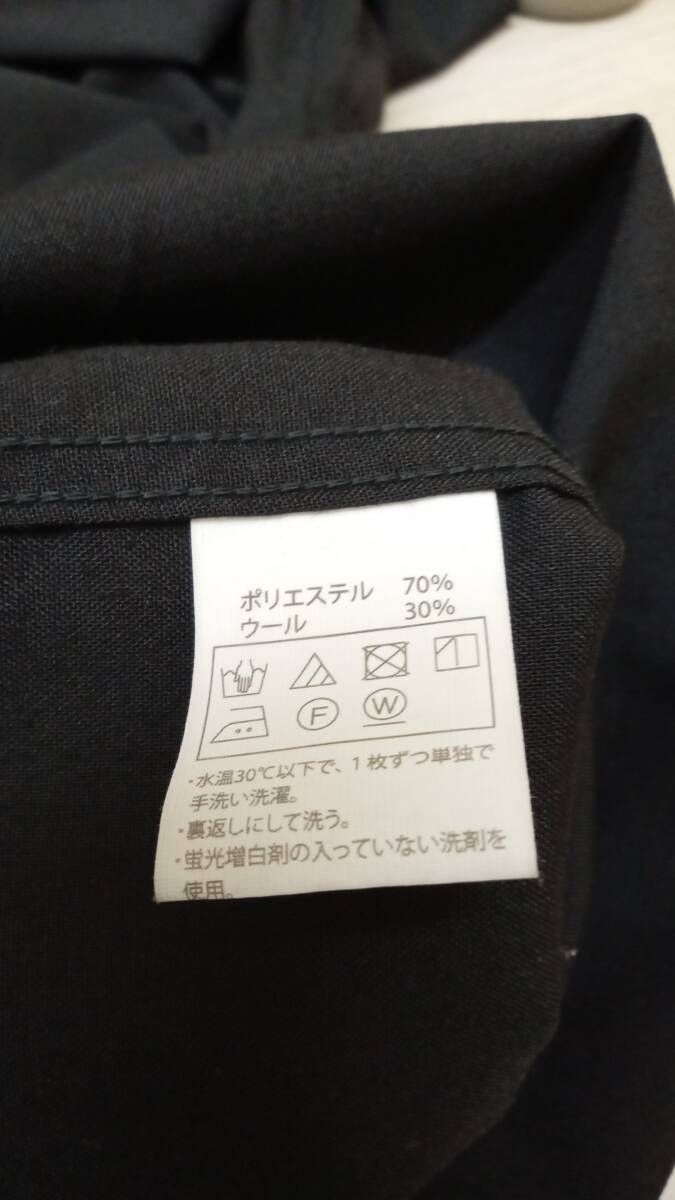 ポリエステル 70%
ウール 30%
F W
・水温30℃以下で、1枚ずつ単独で
手洗い洗濯。
・裏返しにして洗う。
・蛍光増白剤の入っていない洗剤を
使用。